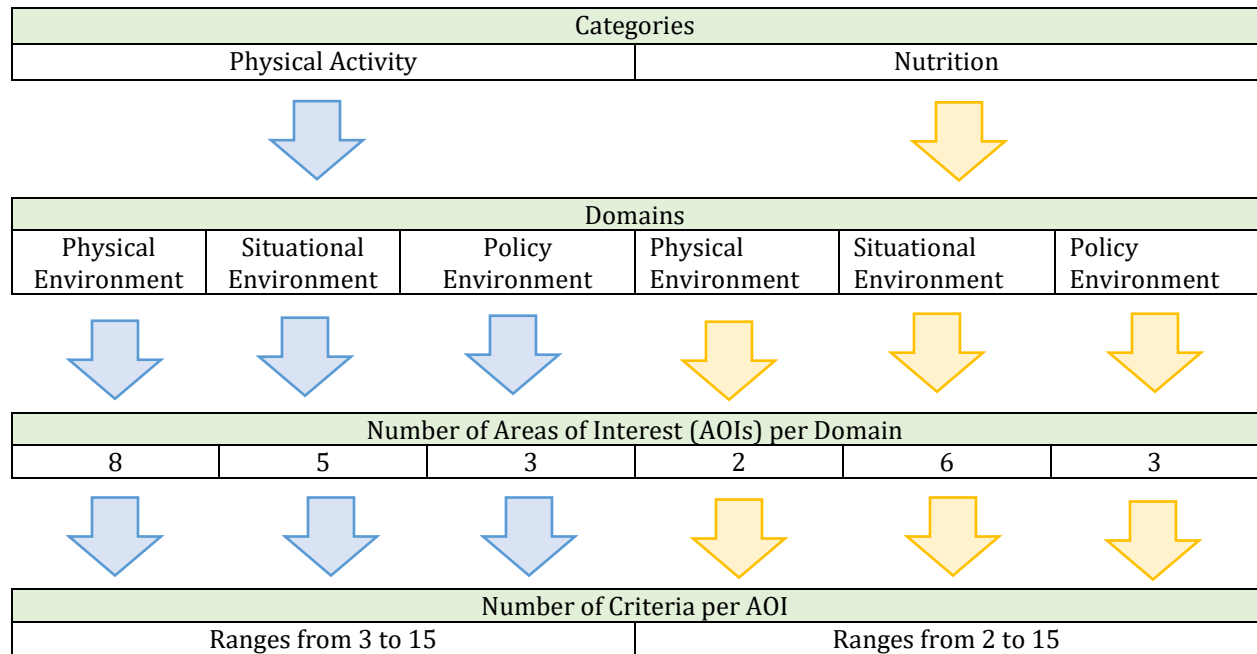 Categories
Physical Activity
Nutrition
Domains
Physical
Environment
Situational
Environment
Policy
Environment
Physical
Environment
Situational
Environment
Policy
Environment
Number of Areas of Interest (AOIs) per Domain
8
5
3
2
6
3
Number of Criteria per AOI
Ranges from 3 to 15
Ranges from 2 to 15